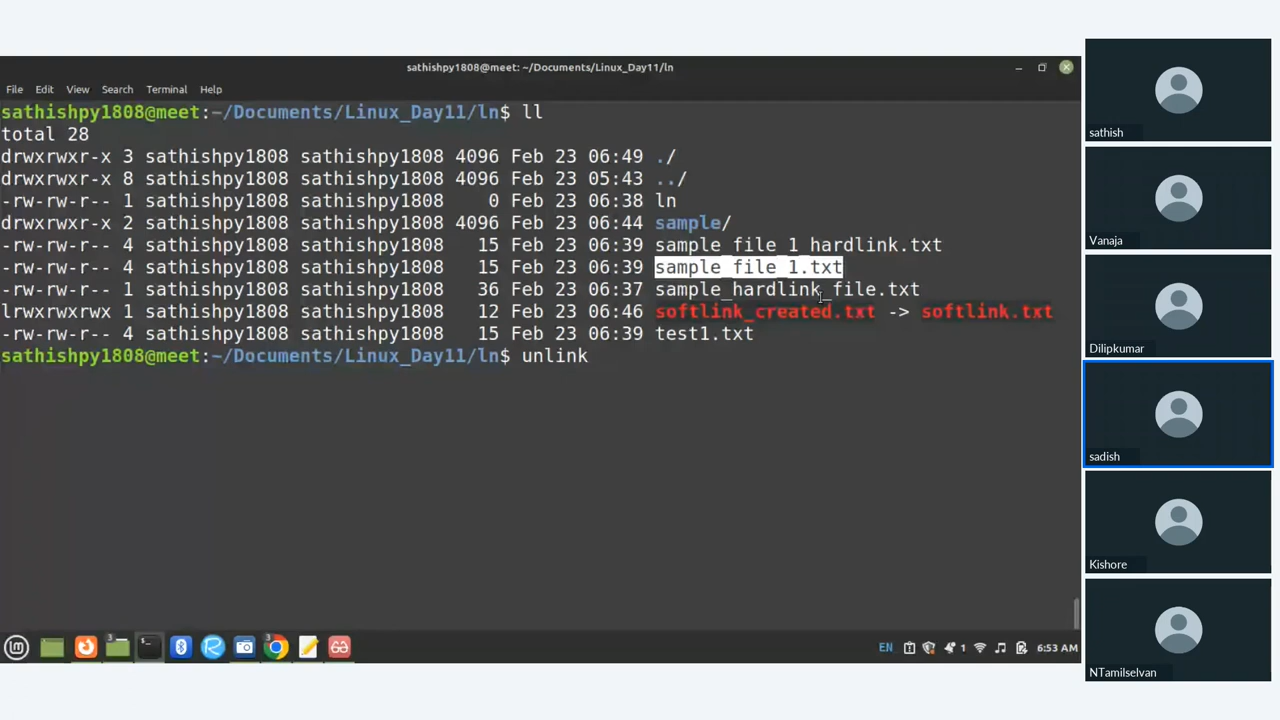 sathishpy1808@meet: ~/Documents/Linux_Day11/ln
File Edit View Search Terminal Help
sathishpy1808@meet:~/Documents/Linux_Day11/ln$ ll
total 28
drwxrwxr-x 3 sathishpy1808 sathishpy1808 4096 Feb 23 06:49 ./
drwxrwxr-x 8 sathishpy1808 sathishpy1808 4096 Feb 23 05:43 ../
-rw-rw-r-- 1 sathishpy1808 sathishpy1808 0 Feb 23 06:38 ln
drwxrwxr-x 2 sathishpy1808 sathishpy1808 4096 Feb 23 06:44 sample/
-rw-rw-r-- 4 sathishpy1808 sathishpy1808 15 Feb 23 06:39 sample_file_1_hardlink.txt
-rw-rw-r-- 4 sathishpy1808 sathishpy1808 15 Feb 23 06:39 sample_file_1.txt
-rw-rw-r-- 1 sathishpy1808 sathishpy1808 36 Feb 23 06:37 sample_hardlink_file.txt
lrwxrwxrwx 1 sathishpy1808 sathishpy1808 12 Feb 23 06:46 softlink_created.txt -> softlink.txt
-rw-rw-r-- 4 sathishpy1808 sathishpy1808 15 Feb 23 06:39 test1.txt
sathishpy1808@meet:~/Documents/Linux_Day11/ln$ unlink
3
3
EN
1
6:53 AM
sathish
Vanaja
Dilipkumar
sadish
Kishore
NTamilselvan